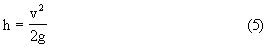 h = v²/2g (5)